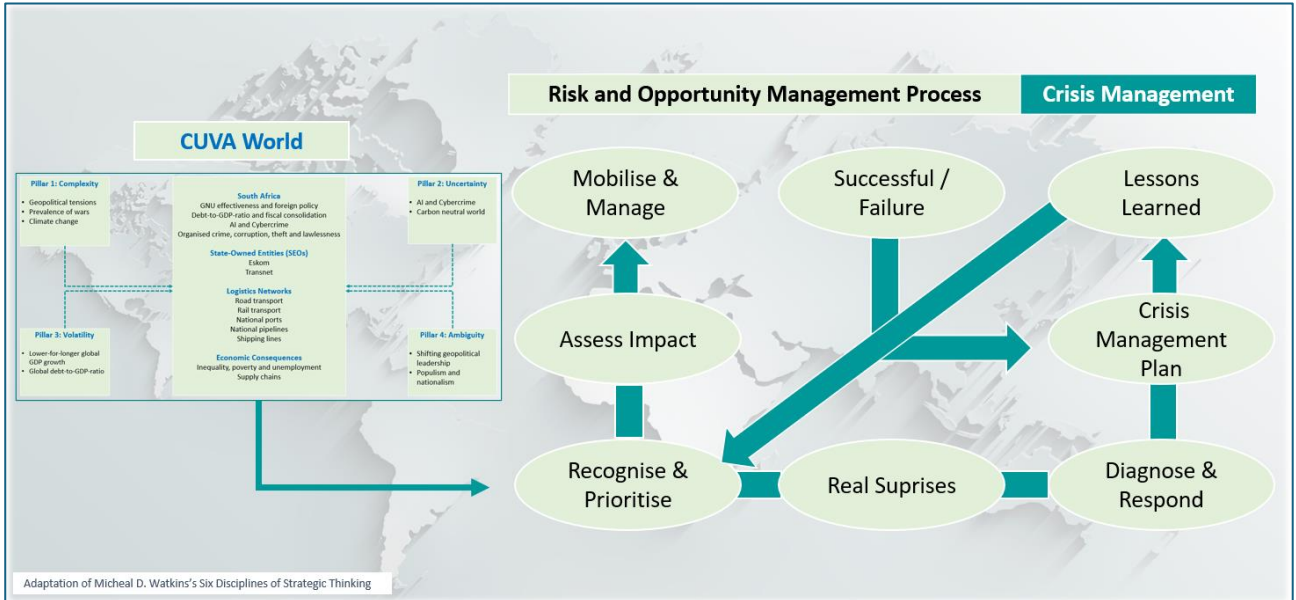 Risk and Opportunity Management Process
Crisis Management
CUVA World
Pillar 1: Complexity
• Geopolitical tensions
• Prevalence of wars
• Climate change
Pillar 2: Uncertainty
• AI and Cybercrime
• Carbon neutral world
South Africa
GNU effectiveness and foreign policy
Debt-to-GDP-ratio and fiscal consolidation
AI and Cybercrime
Organised crime, corruption, theft and lawlessness
State-Owned Entities (SEOs)
Eskom
Transnet
Logistics Networks
Road transport
Rail transport
National ports
National pipelines
Shipping lines
Economic Consequences
Inequality, poverty and unemployment
Supply chains
Pillar 3: Volatility
• Lower-for-longer global
GDP growth
• Global debt-to-GDP-ratio
Pillar 4: Ambiguity
• Shifting geopolitical
leadership
• Populism and
nationalism
Mobilise &
Manage
Successful /
Failure
Lessons
Learned
Assess Impact
Crisis
Management
Plan
Recognise &
Prioritise
Real Suprises
Diagnose &
Respond
Adaptation of Micheal D. Watkins's Six Disciplines of Strategic Thinking